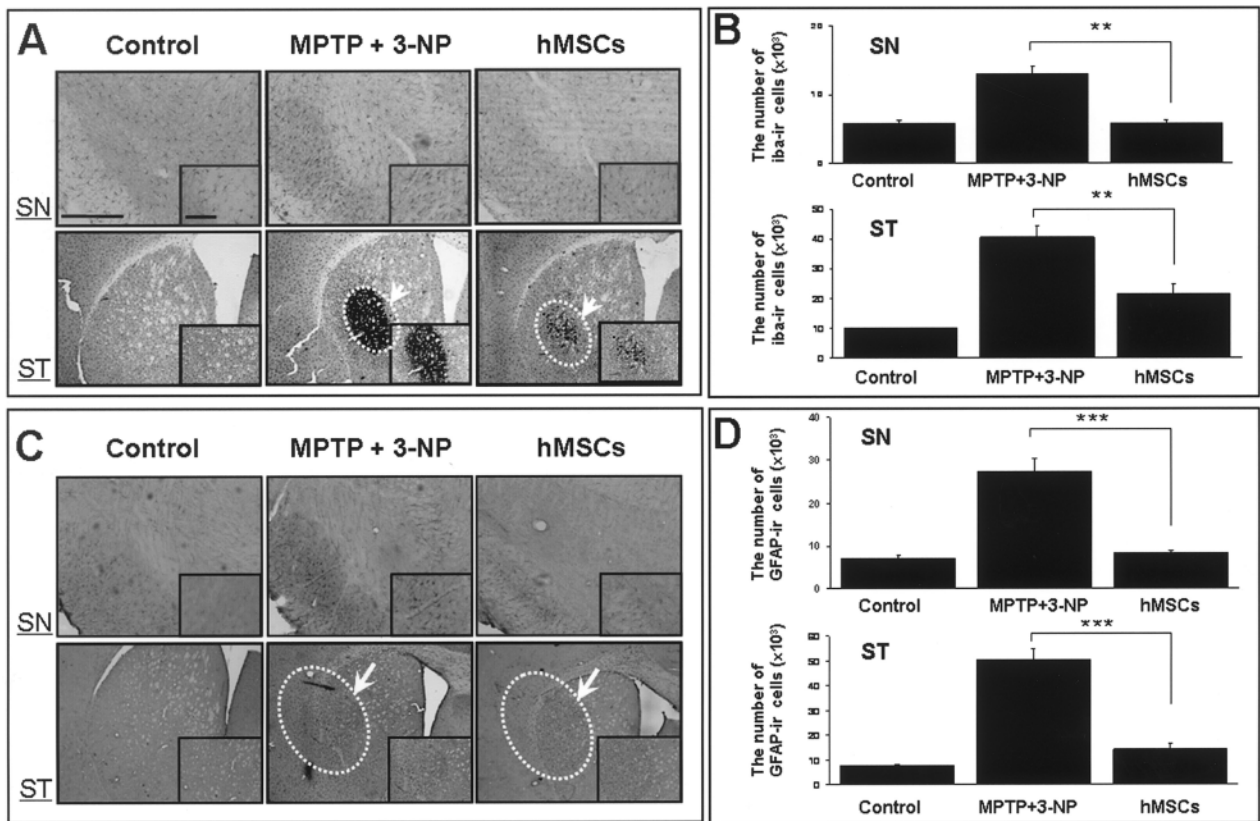 A
Control MPTP + 3-NP hMSCs
SN
ST
B
SN
**
The number of
iba-ir cells (×10³)
20
10
0
Control MPTP+3-NP hMSCs
ST
**
The number of
iba-ir cells (×10³)
50
40
30
20
10
0
Control MPTP+3-NP hMSCs
C
Control MPTP + 3-NP hMSCs
SN
ST
D
SN
***
The number of
GFAP-ir cells (×10³)
40
30
20
10
0
Control MPTP+3-NP hMSCs
ST
***
The number of
GFAP-ir cells (×10³)
60
50
40
30
20
10
0
Control MPTP+3-NP hMSCs